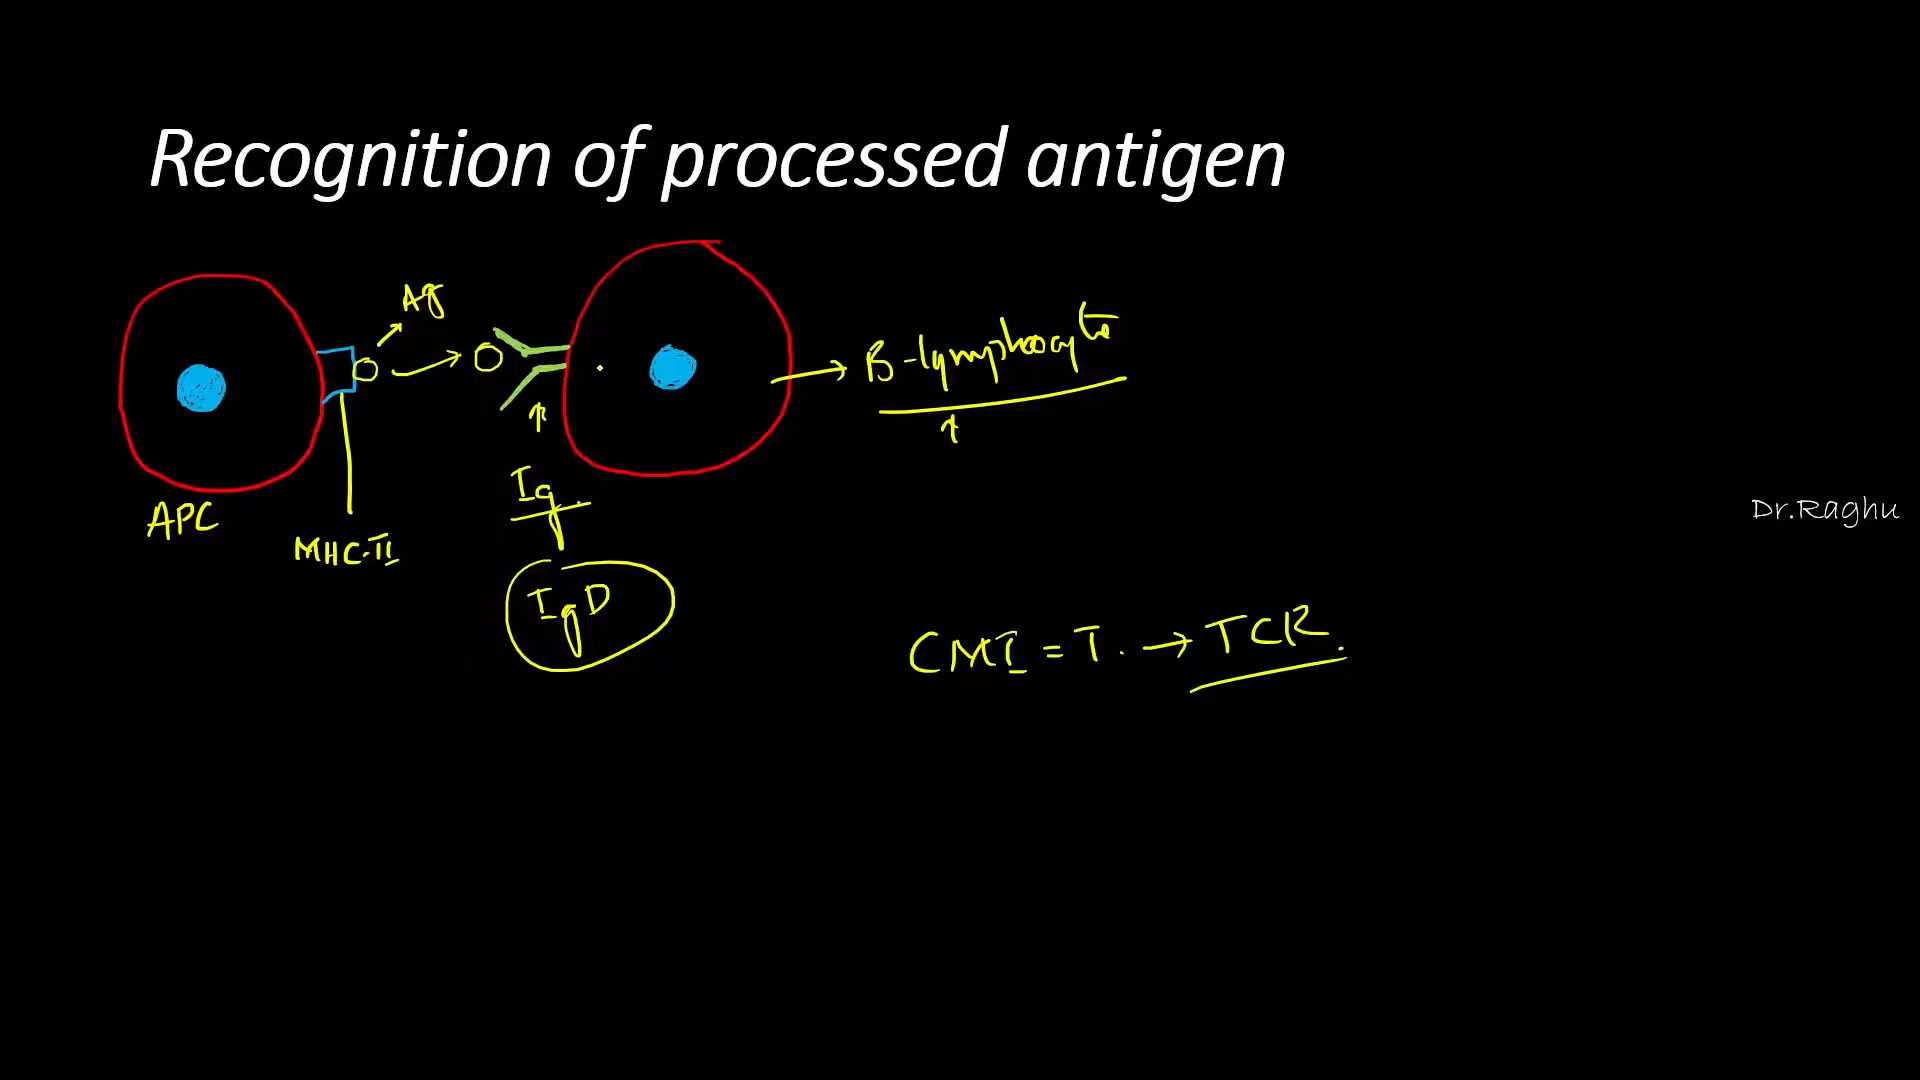 Recognition of processed antigen
Ag
B-lymphocyte
APC
MHC-II
Ig
IgD
Dr.Raghu
CMI = T. → TCR.